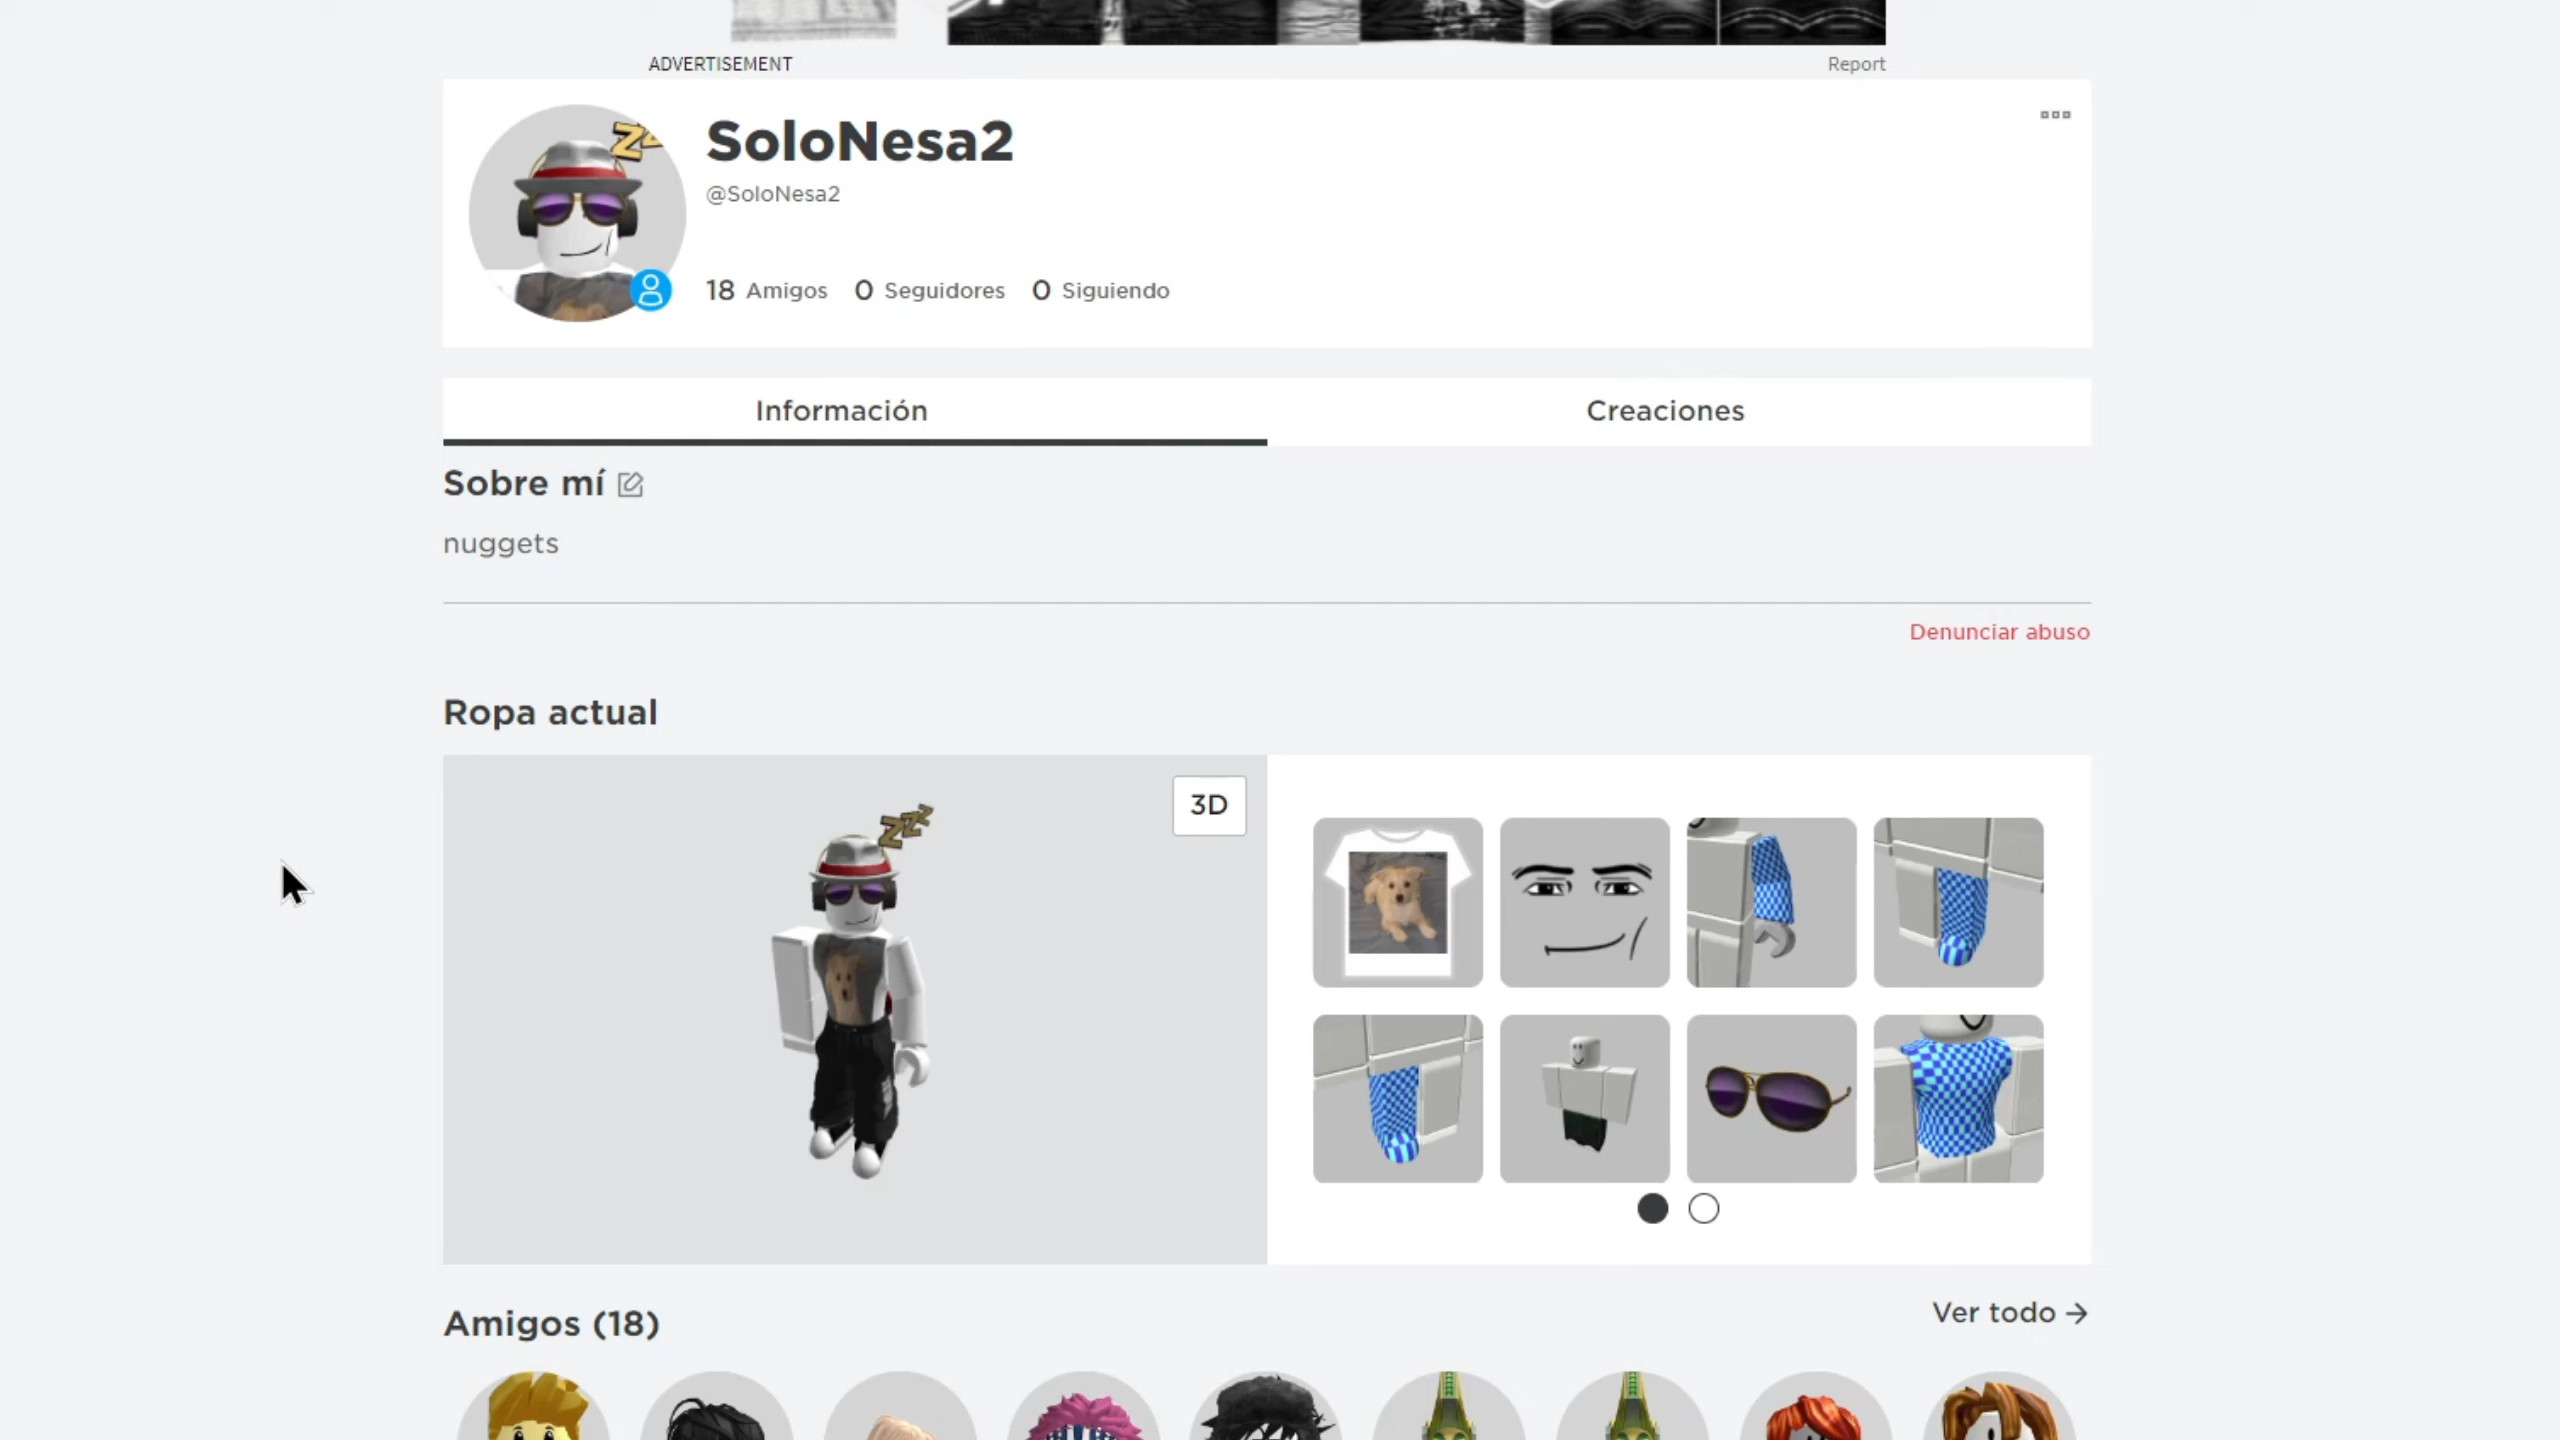 ADVERTISEMENT
Report
SoloNesa2
@SoloNesa2
18 Amigos 0 Seguidores 0 Siguiendo
Información
Creaciones
Sobre mí
nuggets
Denunciar abuso
Ropa actual
3D
Amigos (18)
Ver todo